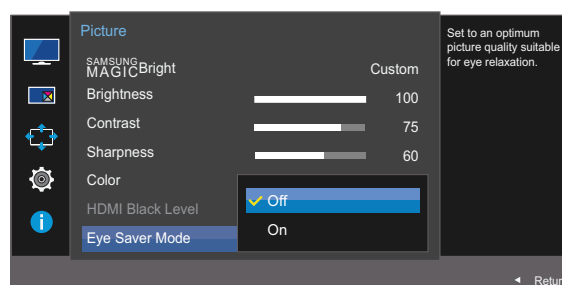 Picture
SAMSUNG
MAGICBright Custom
Brightness 100
Contrast 75
Sharpness 60
Color
HDMI Black Level
Eye Saver Mode
Off
On
Set to an optimum
picture quality suitable
for eye relaxation.